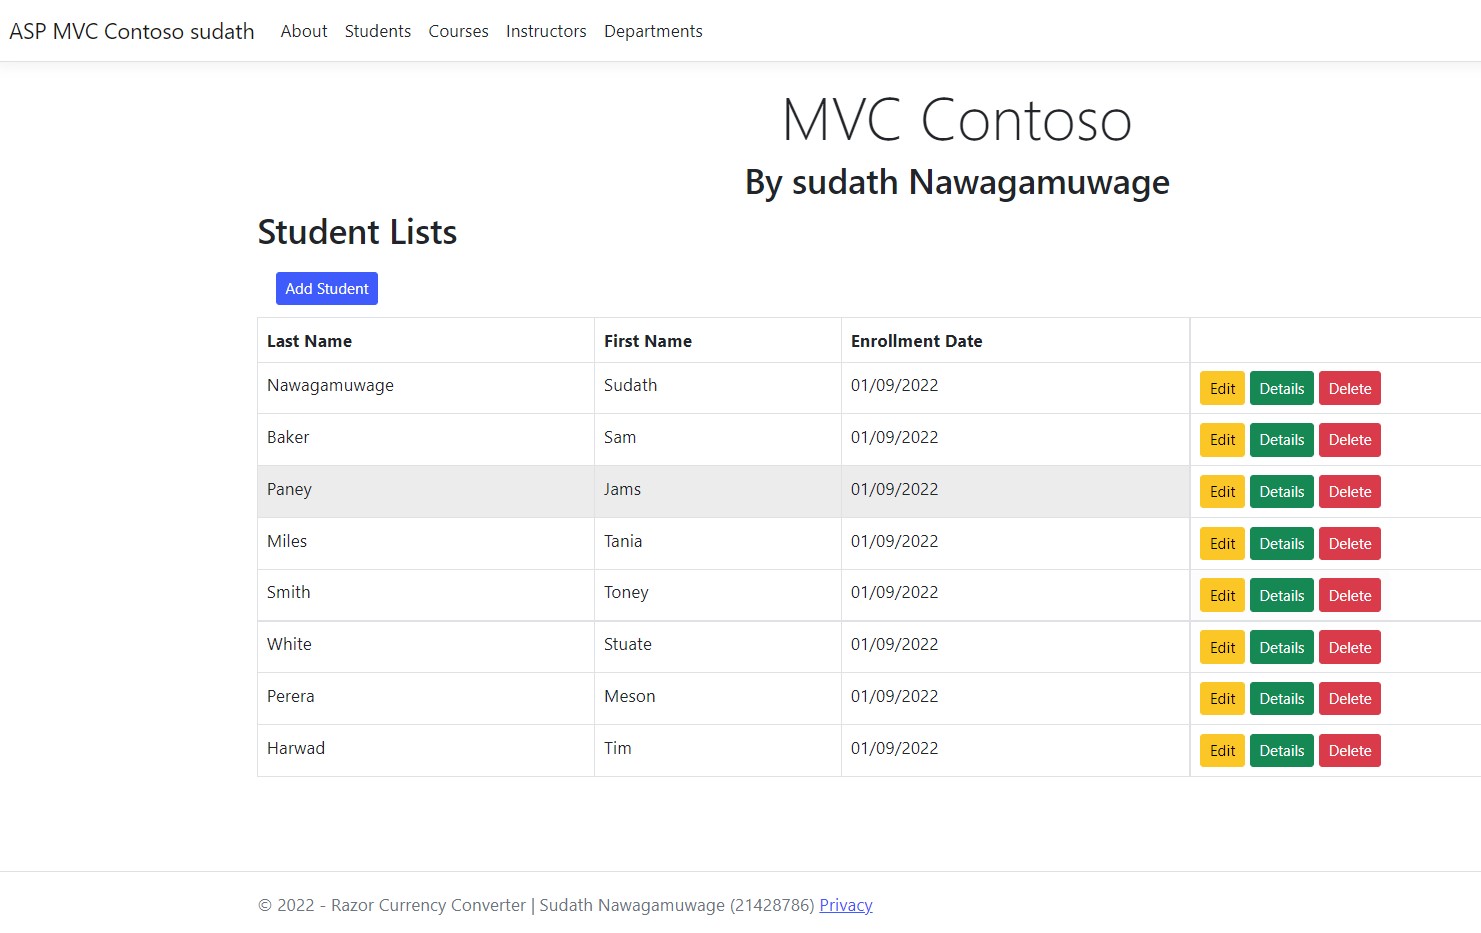 ASP MVC Contoso sudath About Students Courses Instructors Departments
MVC Contoso
By sudath Nawagamuwage
Student Lists
Add Student
Last Name First Name Enrollment Date
Nawagamuwage Sudath 01/09/2022 Edit Details Delete
Baker Sam 01/09/2022 Edit Details Delete
Paney Jams 01/09/2022 Edit Details Delete
Miles Tania 01/09/2022 Edit Details Delete
Smith Toney 01/09/2022 Edit Details Delete
White Stuate 01/09/2022 Edit Details Delete
Perera Meson 01/09/2022 Edit Details Delete
Harwad Tim 01/09/2022 Edit Details Delete
© 2022 - Razor Currency Converter | Sudath Nawagamuwage (21428786) Privacy